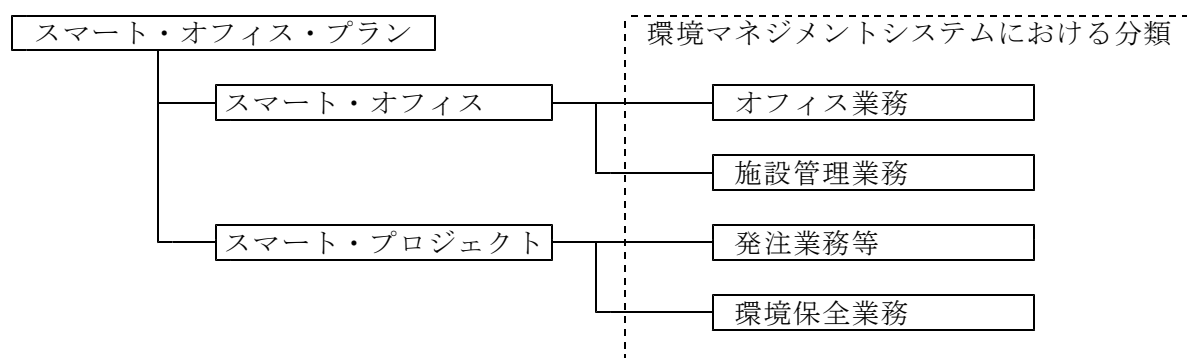 スマート・オフィス・プラン
環境マネジメントシステムにおける分類
スマート・オフィス
オフィス業務
施設管理業務
スマート・プロジェクト
発注業務等
環境保全業務